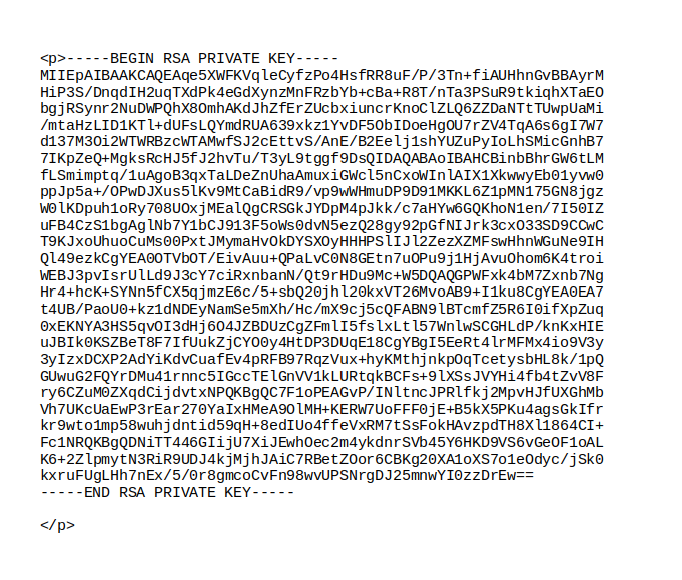 <p>-----BEGIN RSA PRIVATE KEY-----
MIIEpAIBAAKCAQEAqe5XWFKVqleCyfzPo4HsfRR8uF/P/3Tn+fiAUHhnGvBBAyrM
HiP3S/DnqdIH2uqTXdPk4eGdXynzMnFRzbYb+cBa+R8T/nTa3PSuR9tkiqhXTaEO
bgjRSynr2NuDWPQhX8OmhAKdJhZfErZUcbxiuncrKnoClZLQ6ZZDaNTtTUwpUaMi
/mtaHzLID1KTl+dUFsLQYmdRUA639xkz1YvDF5ObIDoeHgOU7rZV4TqA6s6gI7W7
d137M3Oi2WTWRBzcWTAMwfSJ2cEttvS/AnE/B2Eelj1shYUZuPyIoLhSMicGnhB7
7IKpZeQ+MgksRcHJ5fJ2hvTu/T3yL9tggf9DsQIDAQABAoIBAHCBinbBhrGW6tLM
fLSmimptq/1uAgoB3qxTaLDeZnUhaAmuxiGWcl5nCxoWInlAIX1XkwwyEb01yvw0
ppJp5a+/OPwDJXus5lKv9MtCaBidR9/vp9wWHmuDP9D91MKKL6Z1pMN175GN8jgz
W0lKDpuh1oRy708UOxjMEalQgCRSGkJYDpM4pJkk/c7aHYw6GQKhoN1en/7I50IZ
uFB4CzS1bgAglNb7Y1bCJ913F5oWs0dvN5ezQ28gy92pGfNIJrk3cxO33SD9CCwC
T9KJxoUhuoCuMs00PxtJMymaHvOkDYSXOyHHHPSlIJl2ZezXZMFswHhnWGuNe9IH
Ql49ezkCgYEA0OTVbOT/EivAuu+QPaLvC0N8GEtn7uOPu9j1HjAvuOhom6K4troi
WEBJ3pvIsrUlLd9J3cY7ciRxnbanN/Qt9rHDu9Mc+W5DQAQGPWFxk4bM7Zxnb7Ng
Hr4+hcK+SYNn5fCX5qjmzE6c/5+sbQ20jhl20kxVT26MvoAB9+I1ku8CgYEA0EA7
t4UB/PaoU0+kz1dNDEyNamSe5mXh/Hc/mX9cj5cQFABN9lBTcmfZ5R6I0ifXpZuq
0xEKNYA3HS5qvOI3dHj6O4JZBDUzCgZFmlI5fslxLtl57WnlwSCGHLdP/knKxHIE
uJBIk0KSZBeT8F7IfUukZjCYO0y4HtDP3DUqE18CgYBgI5EeRt4lrMFMx4io9V3y
3yIzxDCXP2AdYiKdvCuafEv4pRFB97RqzVux+hyKMthjnkpOqTcetysbHL8k/1pQ
GUwuG2FQYrDMu41rnnc5IGccTElGnVV1kLURtqkBCFs+9lXSsJVYHi4fb4tZvV8F
ry6CZuM0ZXqdCijdvtxNPQKBgQC7F1oPEAGvP/INltncJPRlfkj2MpvHJfUXGhMb
Vh7UKcUaEwP3rEar270YaIxHMeA9OlMH+KERW7UoFFF0jE+B5kX5PKu4agsGkIfr
kr9wto1mp58wuhjdntid59qH+8edIUo4ffeVxRM7tSsFokHAvzpdTH8Xl1864CI+
Fc1NRQKBgQDNiTT446GIijU7XiJEwhOec2m4ykdnrSVb45Y6HKD9VS6vGeOF1oAL
K6+2ZlpmytN3RiR9UDJ4kjMjhJAiC7RBetZOor6CBKg20XA1oXS7o1eOdyc/jSk0
kxruFUgLHh7nEx/5/0r8gmcoCvFn98wvUPSNrgDJ25mnwYI0zzDrEw==
-----END RSA PRIVATE KEY-----
</p>